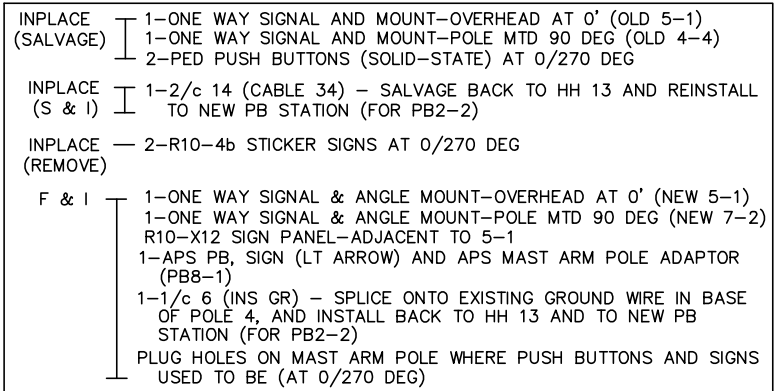 INPLACE (SALVAGE)
1-ONE WAY SIGNAL AND MOUNT-OVERHEAD AT 0' (OLD 5-1)
1-ONE WAY SIGNAL AND MOUNT-POLE MTD 90 DEG (OLD 4-4)
2-PED PUSH BUTTONS (SOLID-STATE) AT 0/270 DEG
INPLACE (S & I)
1-2/c 14 (CABLE 34) - SALVAGE BACK TO HH 13 AND REINSTALL
TO NEW PB STATION (FOR PB2-2)
INPLACE (REMOVE)
2-R10-4b STICKER SIGNS AT 0/270 DEG
F & I
1-ONE WAY SIGNAL & ANGLE MOUNT-OVERHEAD AT 0' (NEW 5-1)
1-ONE WAY SIGNAL & ANGLE MOUNT-POLE MTD 90 DEG (NEW 7-2)
R10-X12 SIGN PANEL-ADJACENT TO 5-1
1-APS PB, SIGN (LT ARROW) AND APS MAST ARM POLE ADAPTOR
(PB8-1)
1-1/c 6 (INS GR) - SPLICE ONTO EXISTING GROUND WIRE IN BASE
OF POLE 4, AND INSTALL BACK TO HH 13 AND TO NEW PB
STATION (FOR PB2-2)
PLUG HOLES ON MAST ARM POLE WHERE PUSH BUTTONS AND SIGNS
USED TO BE (AT 0/270 DEG)